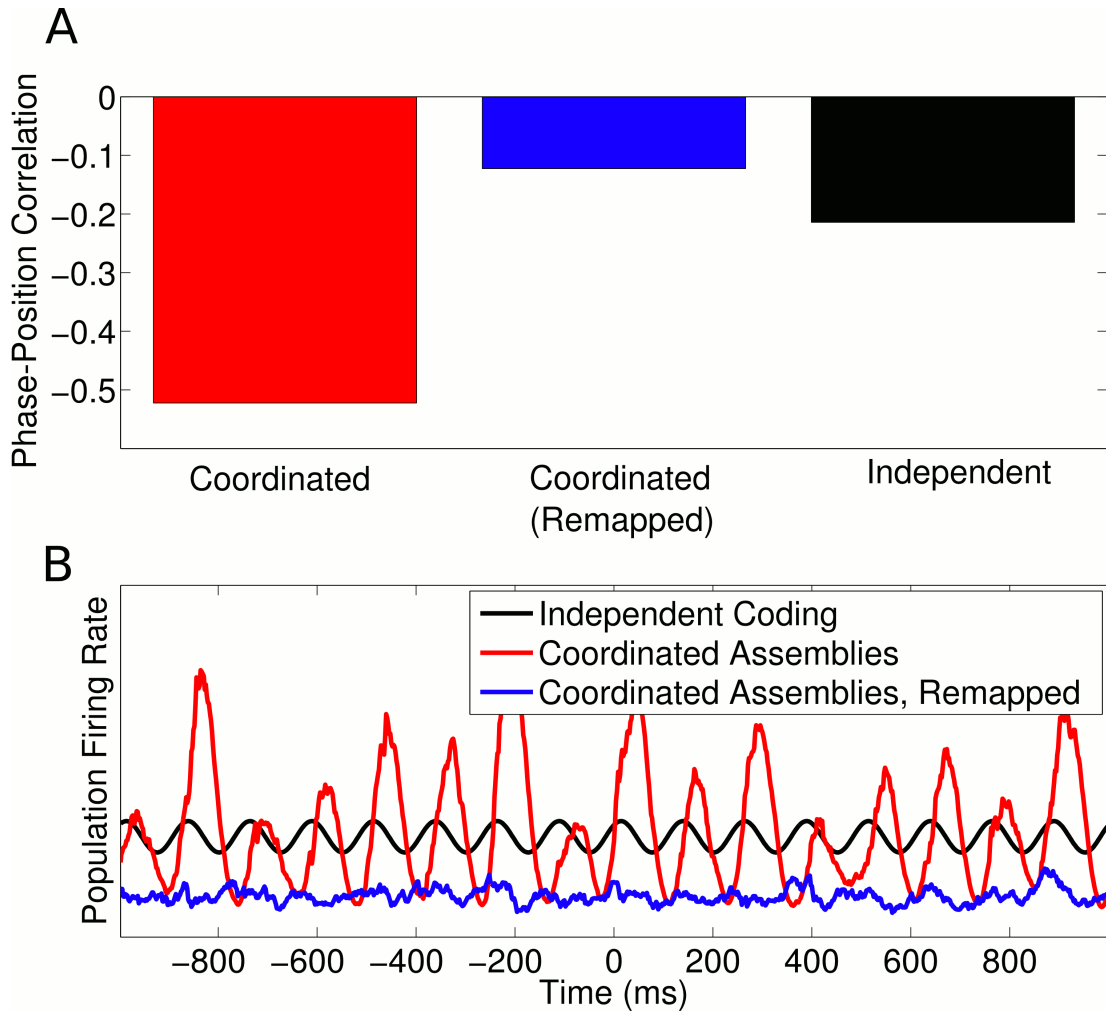 A
Phase-Position Correlation
0
−0.1
−0.2
−0.3
−0.4
−0.5
Coordinated
Coordinated
(Remapped)
Independent
B
Population Firing Rate
Independent Coding
Coordinated Assemblies
Coordinated Assemblies, Remapped
−800 −600 −400 −200 0 200 400 600 800
Time (ms)